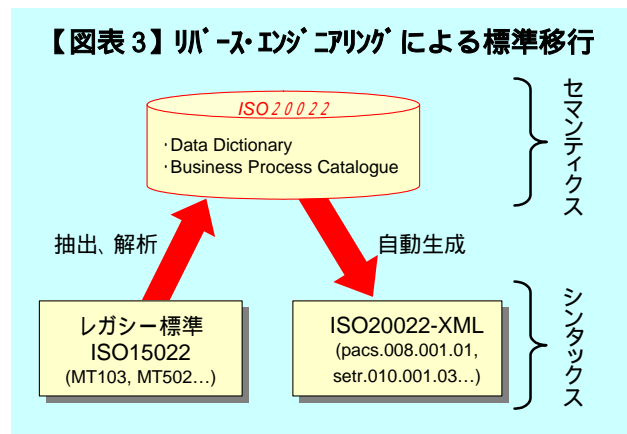 【図表 3】ﾘﾊﾞｰｽ・ｴﾝｼﾞﾆｱﾘﾝｸﾞによる標準移行
ISO20022
・Data Dictionary
・Business Process Catalogue
セマンティクス
抽出、解析
自動生成
レガシー標準
ISO15022
(MT103, MT502…)
ISO20022-XML
(pacs.008.001.01,
setr.010.001.03…)
シンタックス